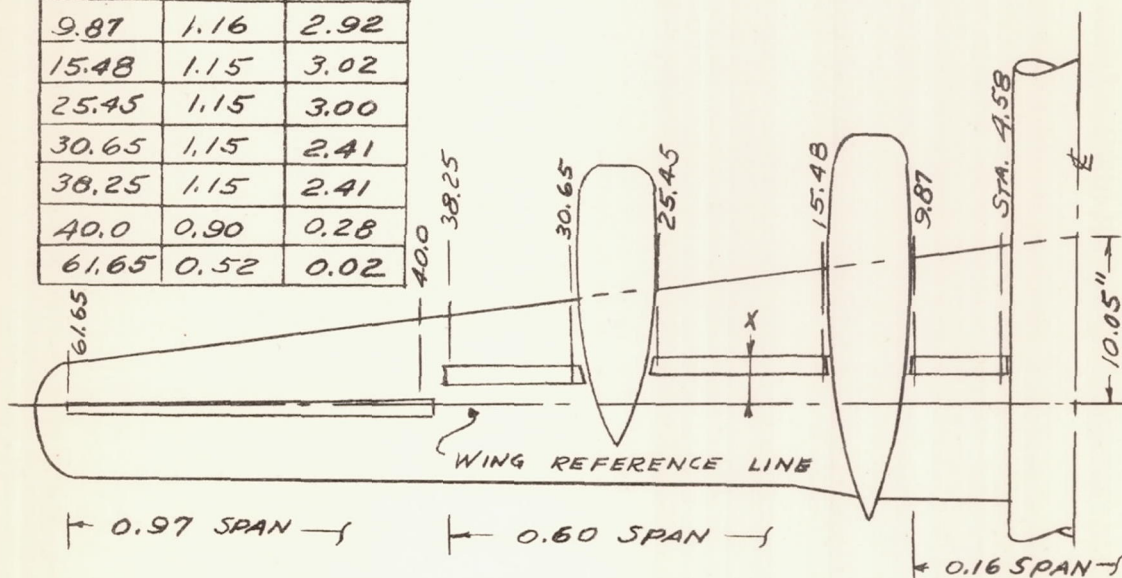 9.87 1.16 2.92
15.48 1.15 3.02
25.45 1.15 3.00
30.65 1.15 2.41
38.25 1.15 2.41
40.0 0.90 0.28
61.65 0.52 0.02
61.65
40.0
38.25
30.65
25.45
15.48
9.87
STA. 4.58
℄
X
10.05"
WING REFERENCE LINE
0.97 SPAN
0.60 SPAN
0.16 SPAN